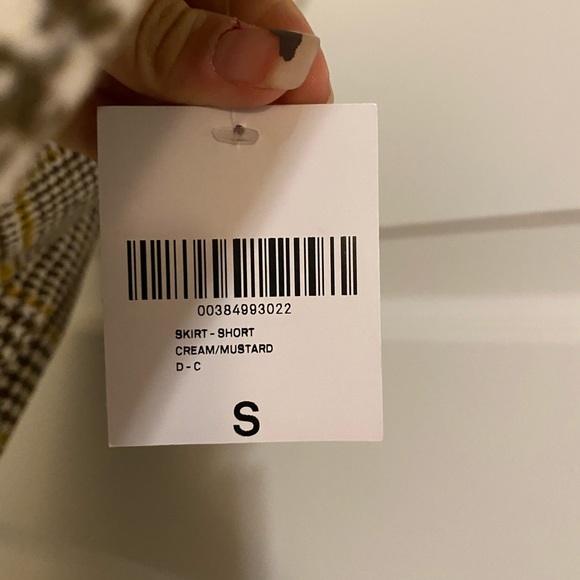 00384993022
SKIRT - SHORT
CREAM/MUSTARD
D - C
S